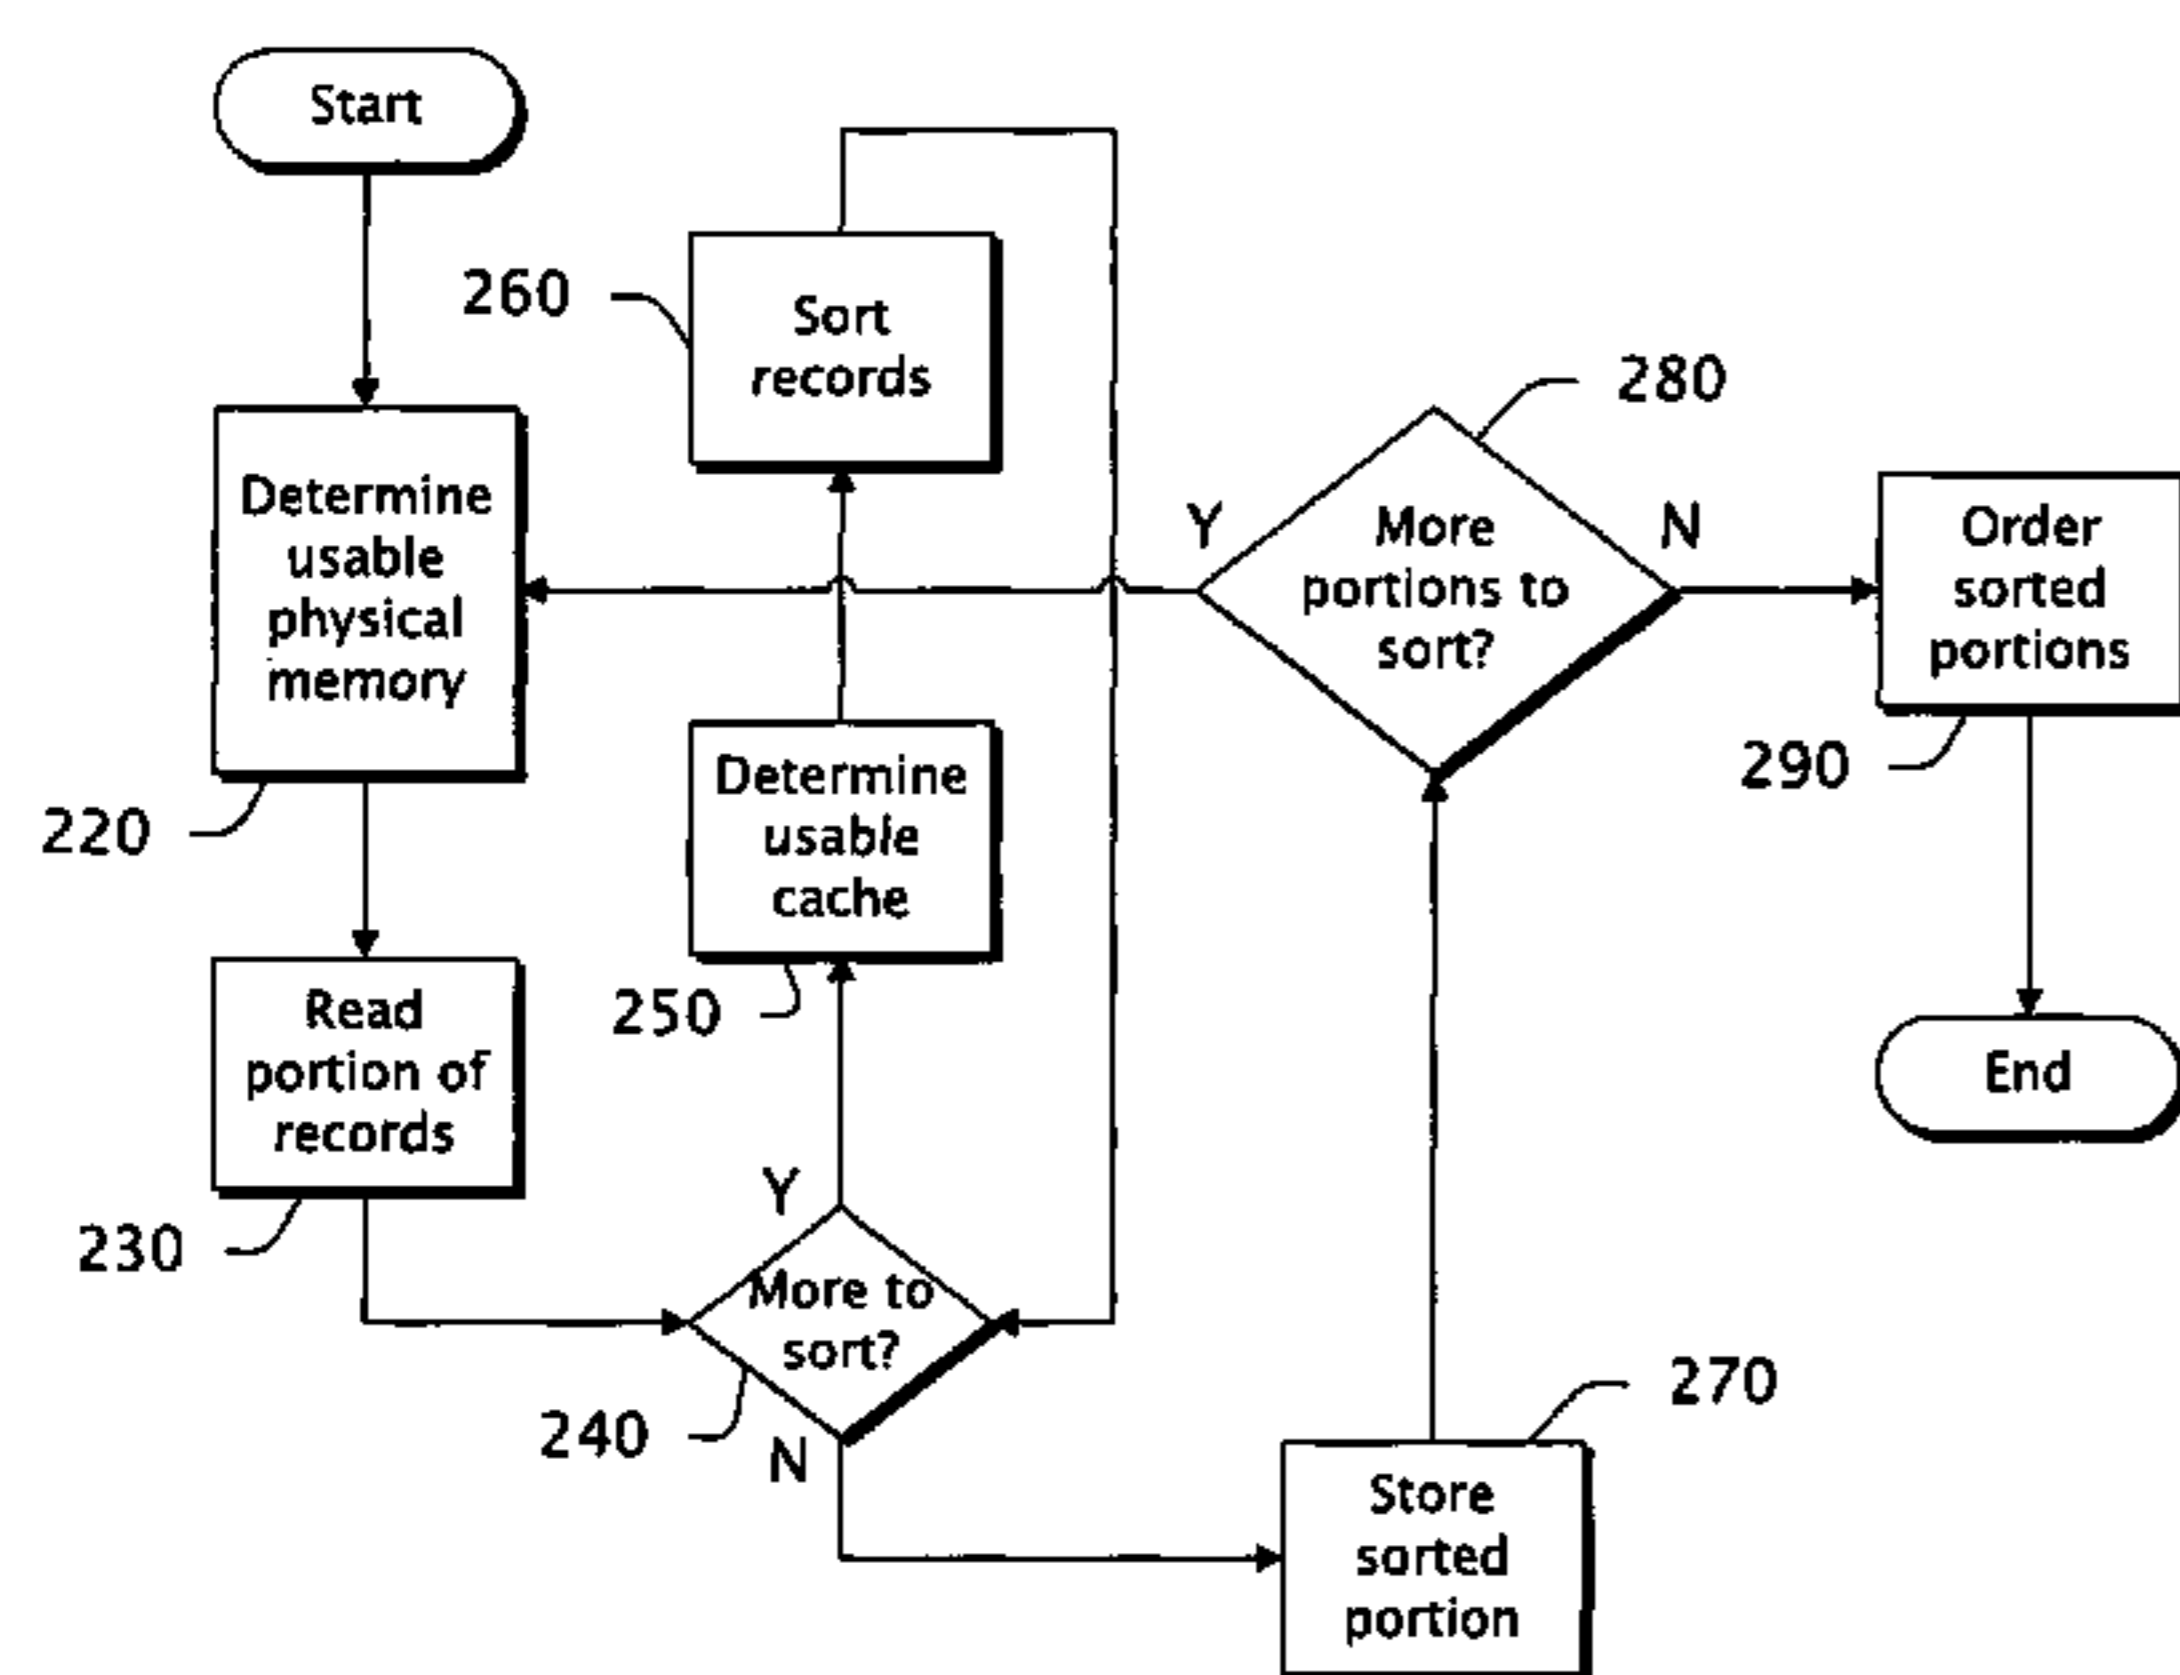 Start
Determine
usable
physical
memory
220
Read
portion of
records
230
260
Sort
records
Determine
usable
cache
250
Y
More to
sort?
240
N
280
Y
More
portions to
sort?
N
Order
sorted
portions
290
End
270
Store
sorted
portion